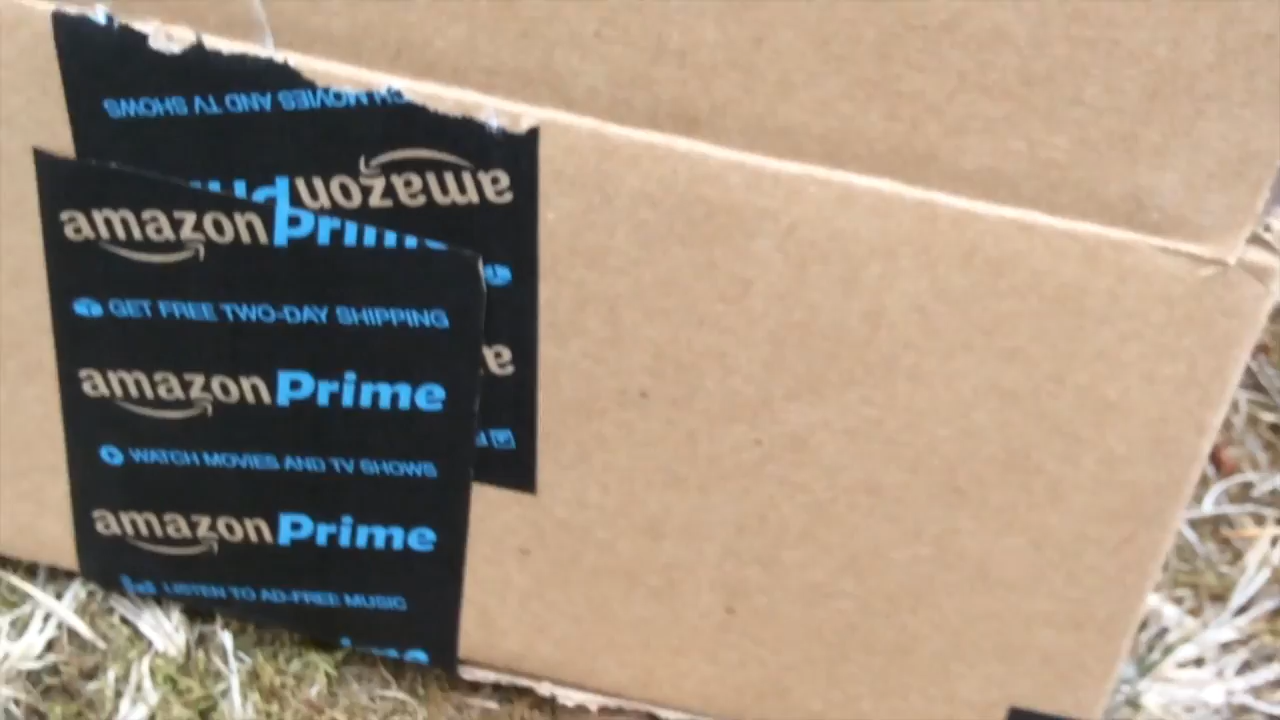 MOVIES AND TV SHOWS
amazon
amazon Prime
GET FREE TWO-DAY SHIPPING
amazon Prime
WATCH MOVIES AND TV SHOWS
amazon Prime
LISTEN TO AD-FREE MUSIC